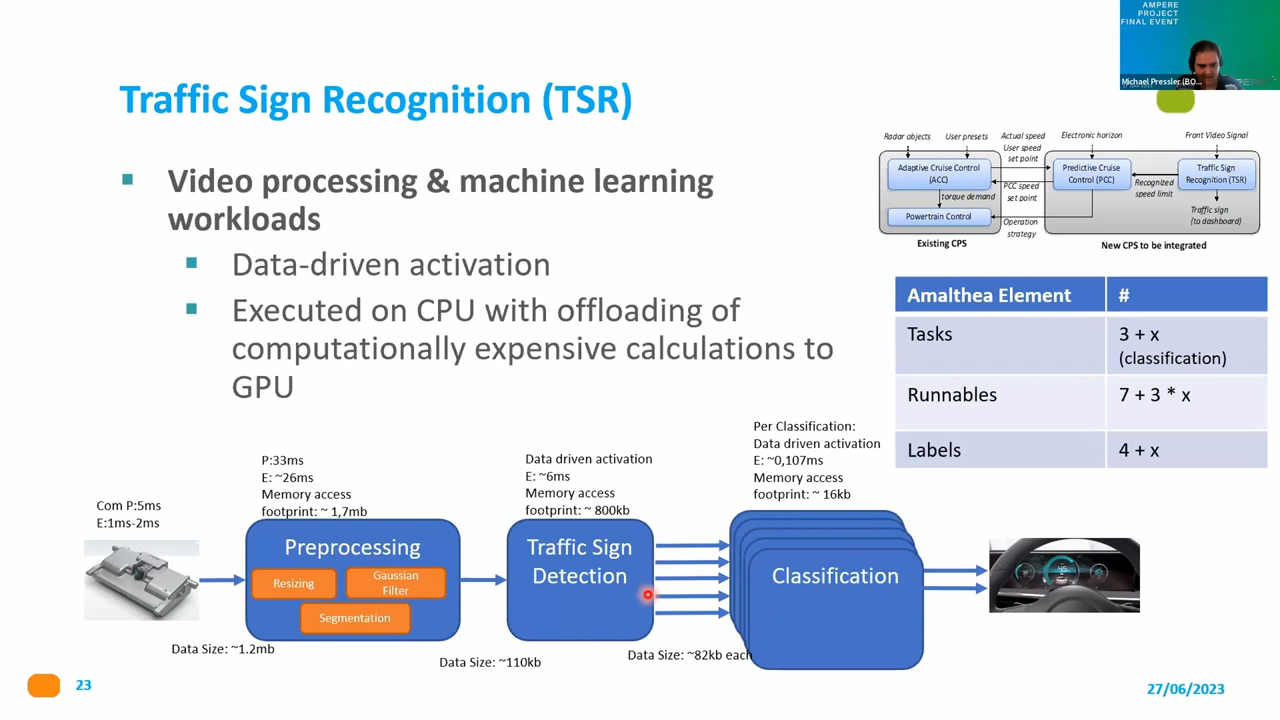 AMPERE
PROJECT
FINAL EVENT
Michael Pressler (BO...
Traffic Sign Recognition (TSR)
Video processing & machine learning
workloads
Data-driven activation
Executed on CPU with offloading of
computationally expensive calculations to
GPU
Radar objects
User presets
Actual speed
User speed
set point
Electronic horizon
Front Video Signal
Adaptive Cruise Control
(ACC)
Predictive Cruise
Control (PCC)
Traffic Sign
Recognition (TSR)
torque demand
PCC speed
set point
Recognized
speed limit
Powertrain Control
Operation
strategy
Traffic sign
(to dashboard)
Existing CPS
New CPS to be integrated
Amalthea Element #
Tasks 3 + x
(classification)
Runnables 7 + 3 * x
Labels 4 + x
Com P:5ms
E:1ms-2ms
P:33ms
E: ~26ms
Memory access
footprint: ~ 1,7mb
Data driven activation
E: ~6ms
Memory access
footprint: ~ 800kb
Per Classification:
Data driven activation
E: ~0,107ms
Memory access
footprint: ~ 16kb
Preprocessing
Resizing
Gaussian
Filter
Segmentation
Traffic Sign
Detection
Classification
45
Data Size: ~1.2mb
Data Size: ~110kb
Data Size: ~82kb each
23
27/06/2023